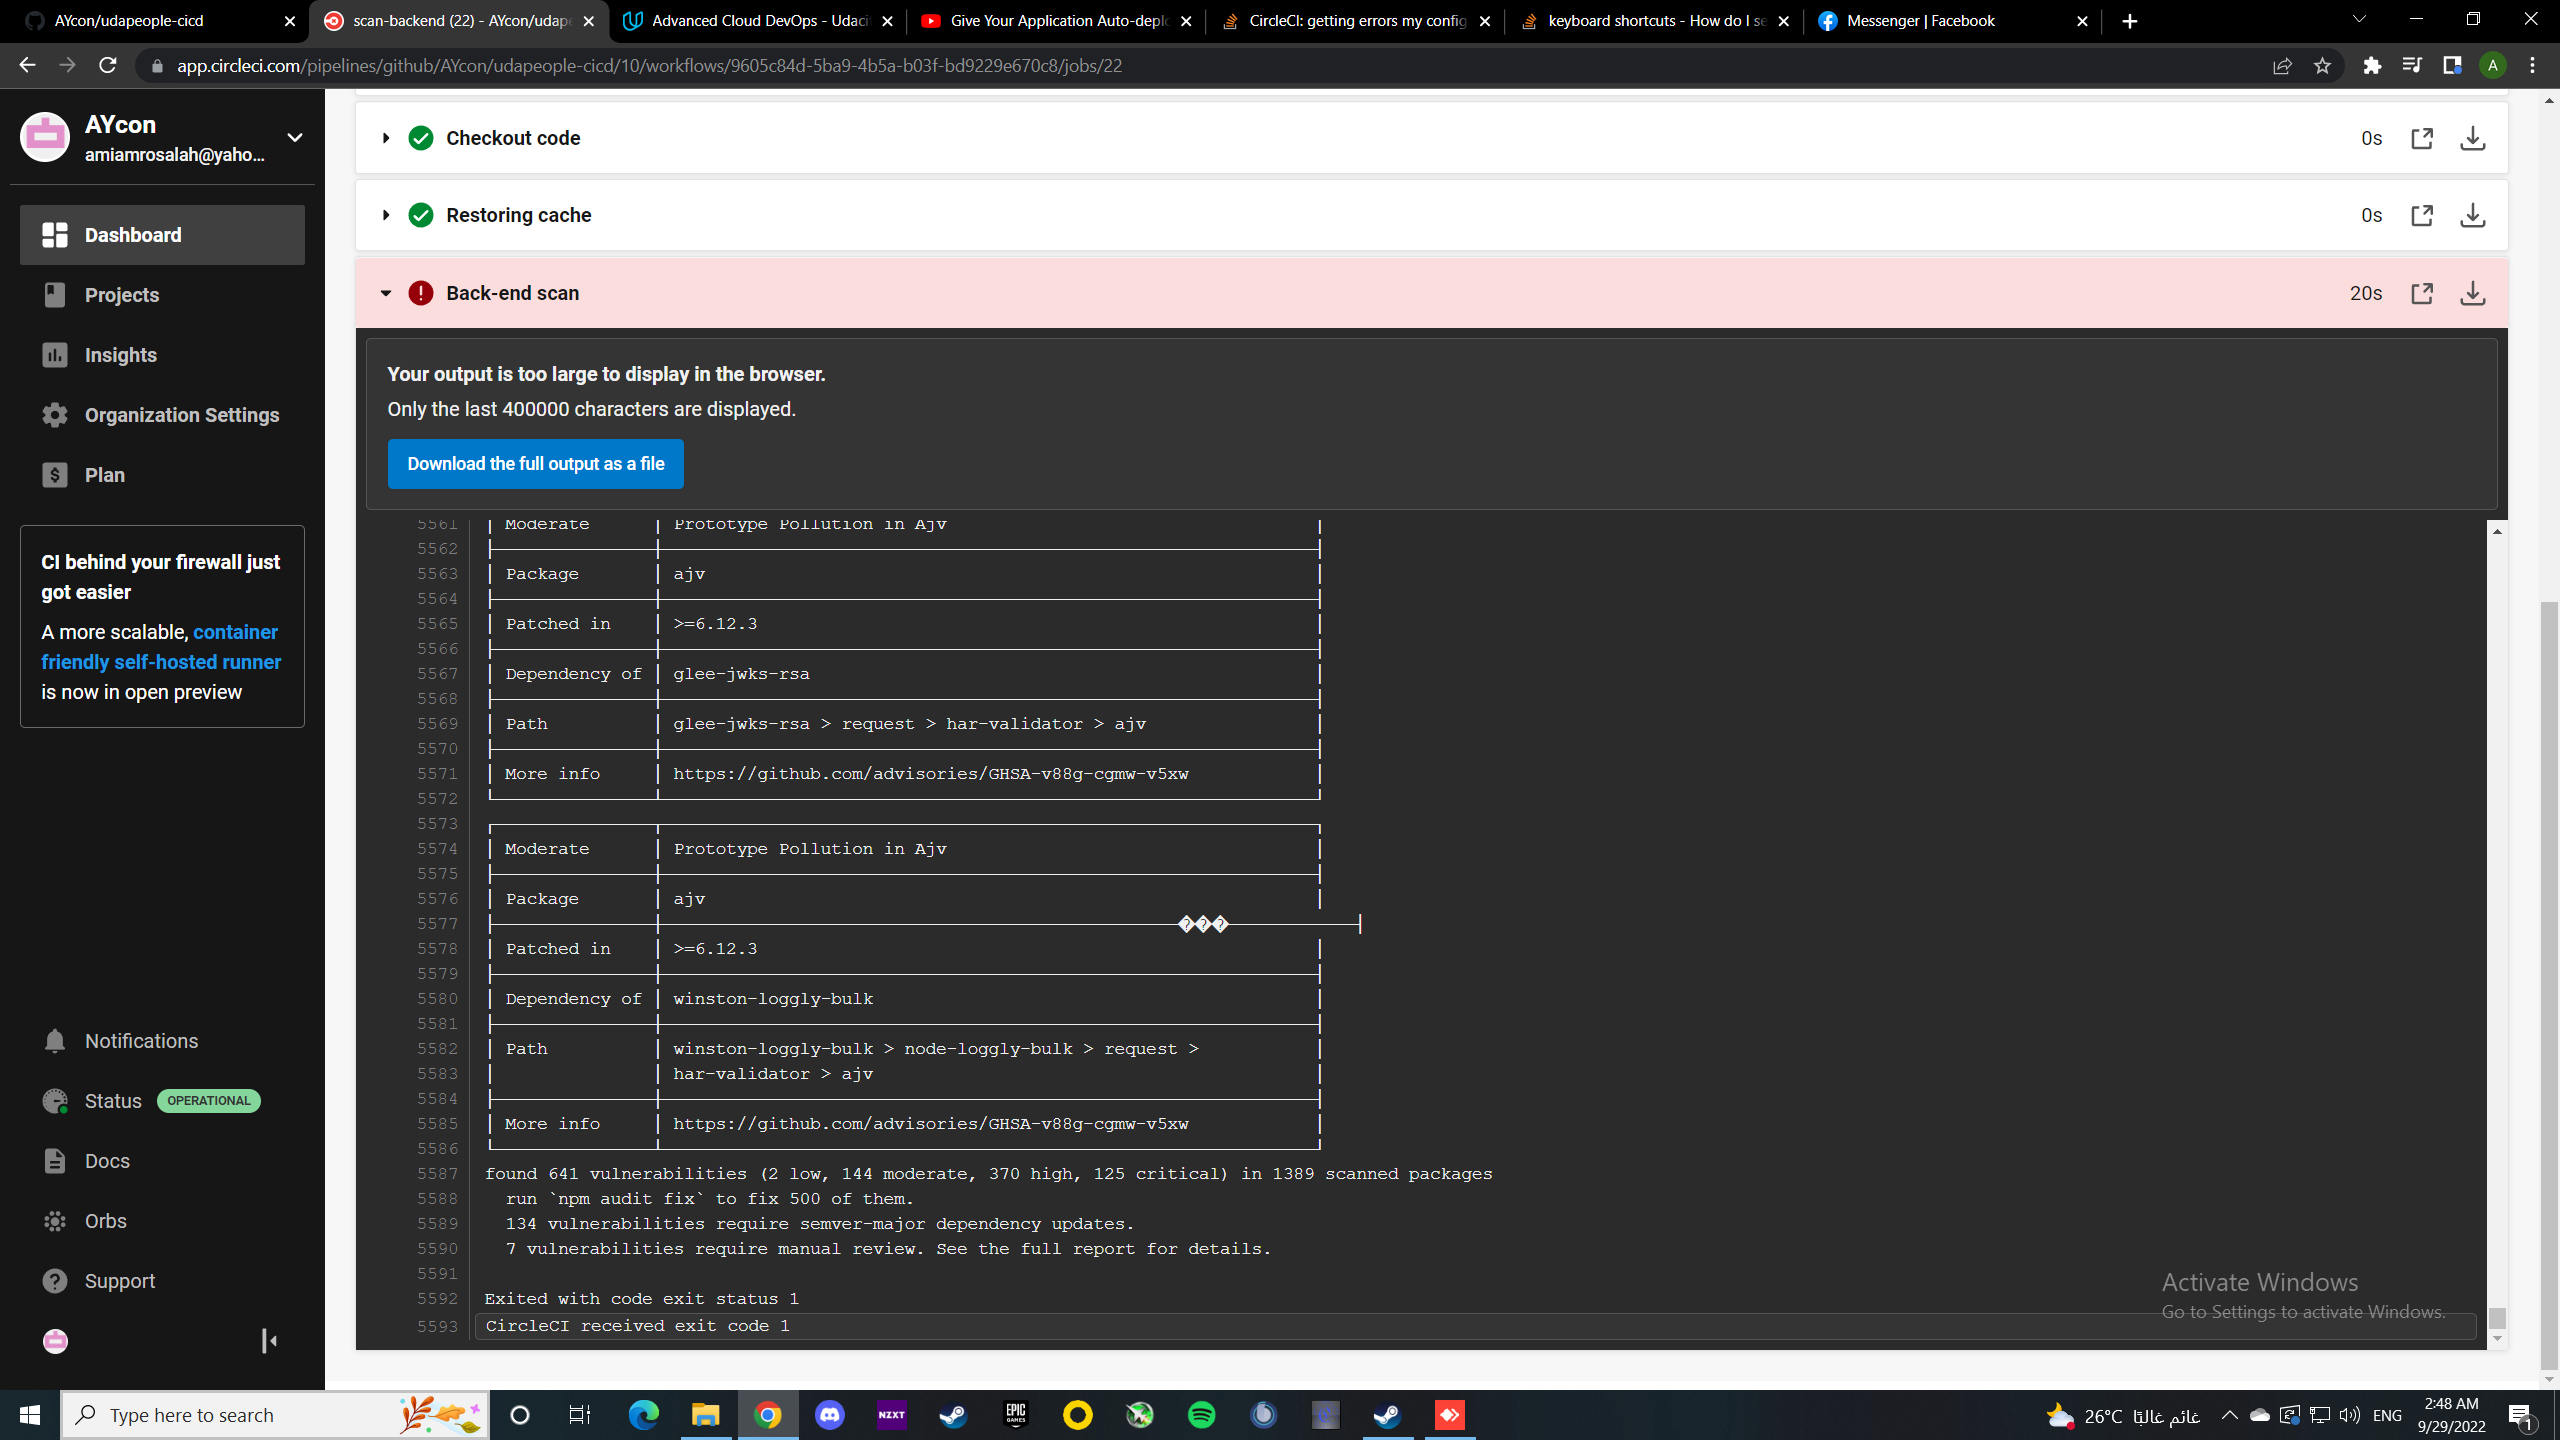 AYcon/udapeople-cicd
scan-backend (22) - AYcon/udape
Advanced Cloud DevOps - Udaci
Give Your Application Auto-deplo
CircleCI: getting errors my config
keyboard shortcuts - How do I se
Messenger | Facebook
app.circleci.com/pipelines/github/AYcon/udapeople-cicd/10/workflows/9605c84d-5ba9-4b5a-b03f-bd9229e670c8/jobs/22
A
AYcon
amiamrosalah@yaho...
Dashboard
Projects
Insights
Organization Settings
Plan
CI behind your firewall just
got easier
A more scalable, container
friendly self-hosted runner
is now in open preview
Notifications
Status OPERATIONAL
Docs
Orbs
Support
Checkout code 0s
Restoring cache 0s
Back-end scan 20s
Your output is too large to display in the browser.
Only the last 400000 characters are displayed.
Download the full output as a file
5561 │ Moderate │ Prototype Pollution in Ajv │
5562
5563 │ Package │ ajv │
5564
5565 │ Patched in │ >=6.12.3 │
5566
5567 │ Dependency of │ glee-jwks-rsa │
5568
5569 │ Path │ glee-jwks-rsa > request > har-validator > ajv │
5570
5571 │ More info │ https://github.com/advisories/GHSA-v88g-cgmw-v5xw │
5572
5573
5574 │ Moderate │ Prototype Pollution in Ajv │
5575
5576 │ Package │ ajv │
5577 ���
5578 │ Patched in │ >=6.12.3 │
5579
5580 │ Dependency of │ winston-loggly-bulk │
5581
5582 │ Path │ winston-loggly-bulk > node-loggly-bulk > request > │
5583 │ │ har-validator > ajv │
5584
5585 │ More info │ https://github.com/advisories/GHSA-v88g-cgmw-v5xw │
5586
5587 found 641 vulnerabilities (2 low, 144 moderate, 370 high, 125 critical) in 1389 scanned packages
5588 run `npm audit fix` to fix 500 of them.
5589 134 vulnerabilities require semver-major dependency updates.
5590 7 vulnerabilities require manual review. See the full report for details.
5591
5592 Exited with code exit status 1
5593 CircleCI received exit code 1
Activate Windows
Go to Settings to activate Windows.
Type here to search
NZXT
EPIC
GAMES
26°C غائم غالبًا
ENG
2:48 AM
9/29/2022
1